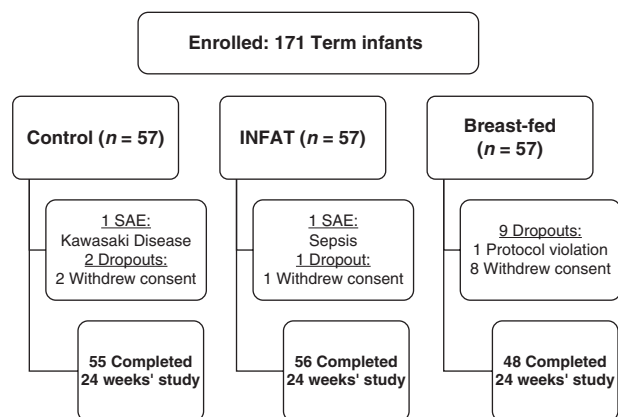 Enrolled: 171 Term infants
Control (n = 57)
1 SAE:
Kawasaki Disease
2 Dropouts:
2 Withdrew consent
55 Completed
24 weeks' study
INFAT (n = 57)
1 SAE:
Sepsis
1 Dropout:
1 Withdrew consent
56 Completed
24 weeks' study
Breast-fed
(n = 57)
9 Dropouts:
1 Protocol violation
8 Withdrew consent
48 Completed
24 weeks' study